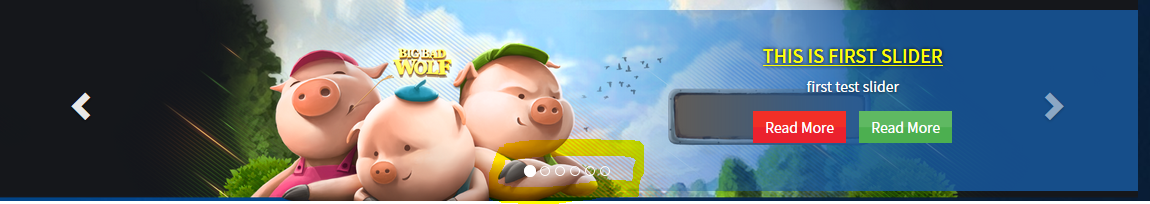 BIG BAD
WOLF
THIS IS FIRST SLIDER
first test slider
Read More
Read More